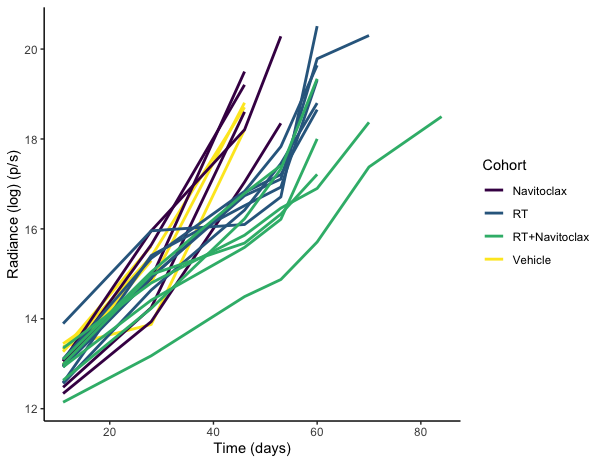 Radiance (log) (p/s)
20
18
16
14
12
20
40
60
80
Time (days)
Cohort
Navitoclax
RT
RT+Navitoclax
Vehicle